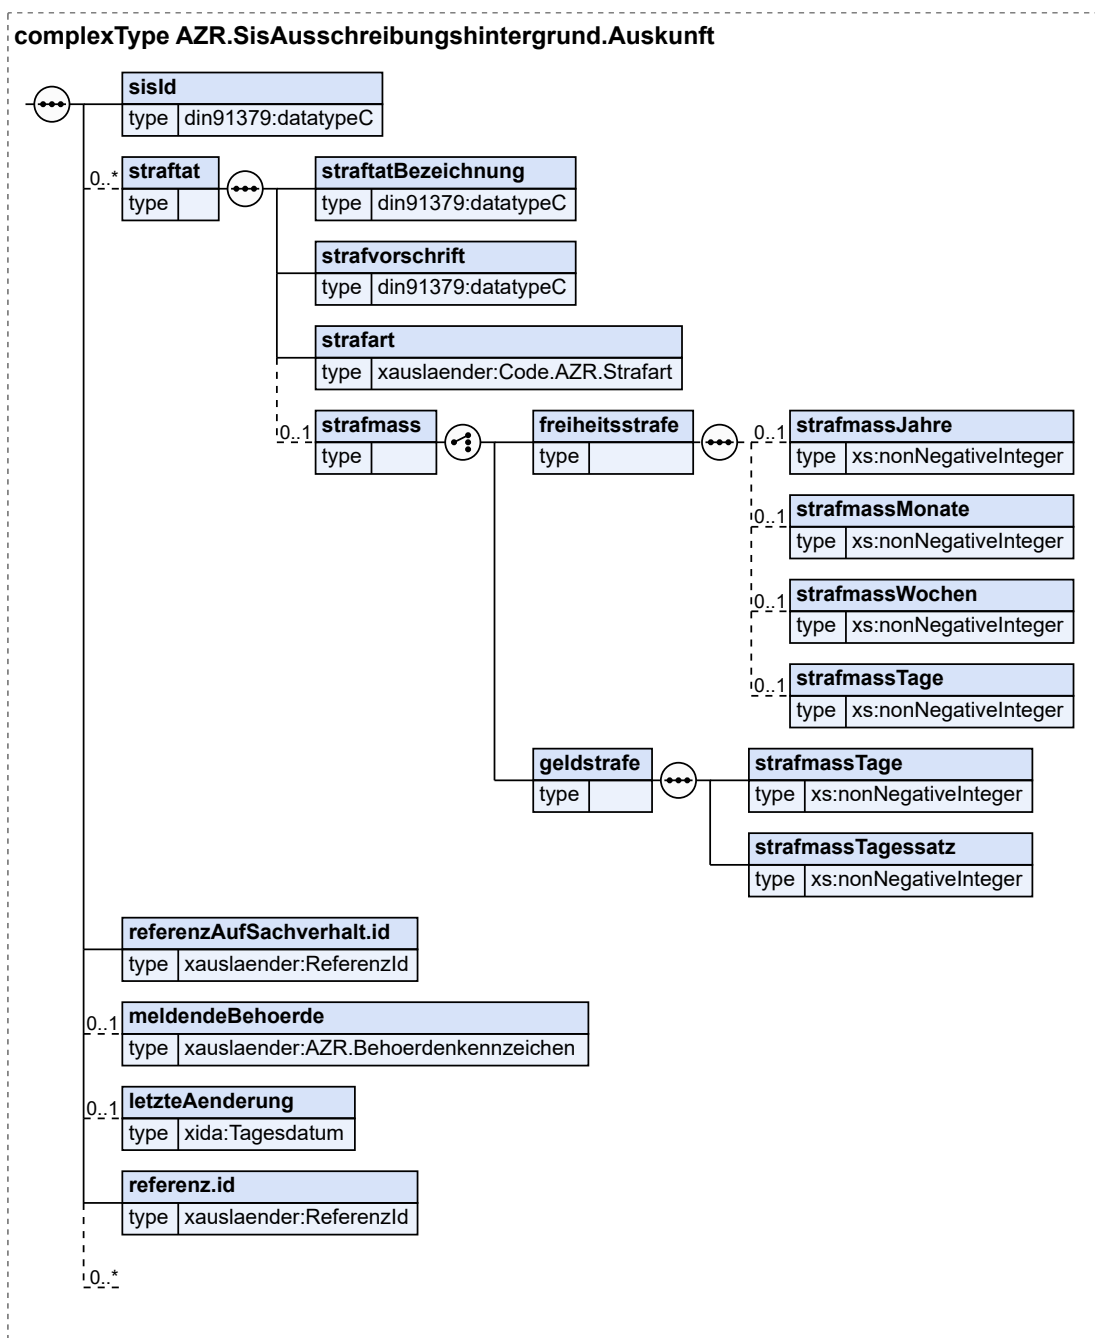 complexType AZR.SisAusschreibungshintergrund.Auskunft
sisId
type din91379:datatypeC
0..* straftat
type
straftatBezeichnung
type din91379:datatypeC
strafvorschrift
type din91379:datatypeC
strafart
type xauslaender:Code.AZR.Strafart
0..1 strafmass
type
freiheitsstrafe
type
0..1 strafmassJahre
type xs:nonNegativeInteger
0..1 strafmassMonate
type xs:nonNegativeInteger
0..1 strafmassWochen
type xs:nonNegativeInteger
0..1 strafmassTage
type xs:nonNegativeInteger
geldstrafe
type
strafmassTage
type xs:nonNegativeInteger
strafmassTagessatz
type xs:nonNegativeInteger
referenzAufSachverhalt.id
type xauslaender:ReferenzId
0..1 meldendeBehoerde
type xauslaender:AZR.Behoerdenkennzeichen
0..1 letzteAenderung
type xida:Tagesdatum
referenz.id
type xauslaender:ReferenzId
0..*